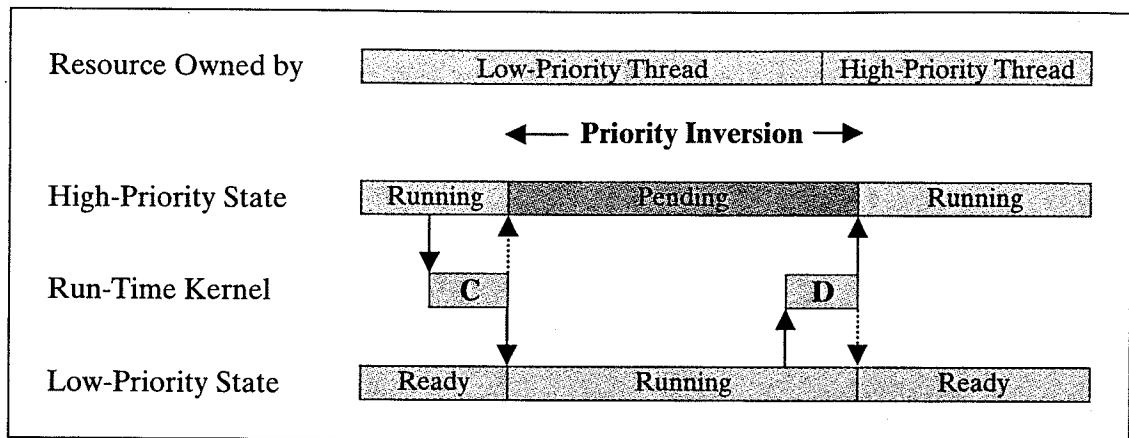 Resource Owned by Low-Priority Thread High-Priority Thread
Priority Inversion
High-Priority State Running Pending Running
Run-Time Kernel C D
Low-Priority State Ready Running Ready